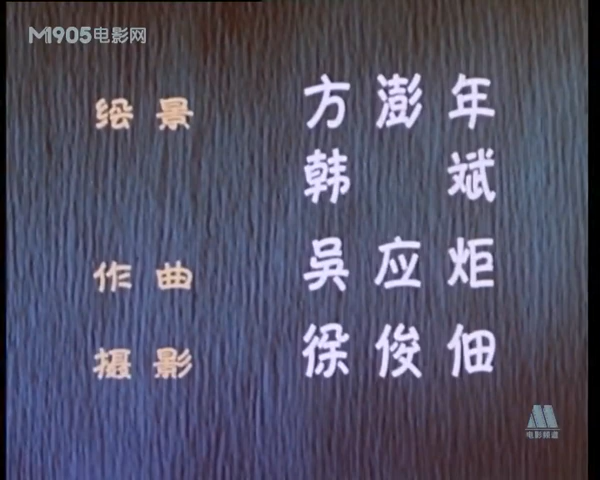 M1905电影网
绘景 方澎年
韩斌
作曲 吴应炬
摄影 徐俊佃
电影频道